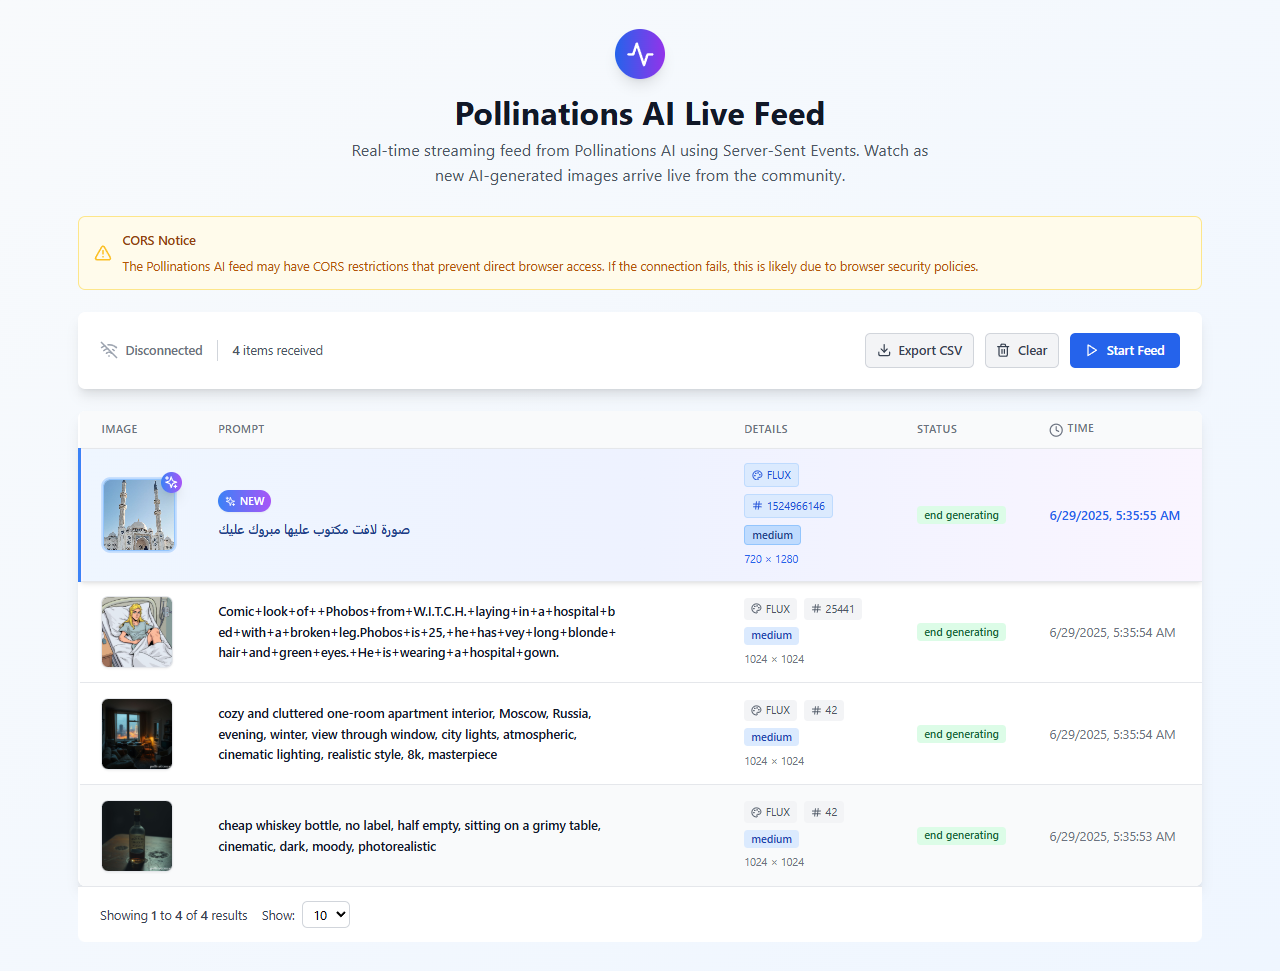 Pollinations AI Live Feed
Real-time streaming feed from Pollinations AI using Server-Sent Events. Watch as
new AI-generated images arrive live from the community.
CORS Notice
The Pollinations AI feed may have CORS restrictions that prevent direct browser access. If the connection fails, this is likely due to browser security policies.
Disconnected
4 items received
Export CSV
Clear
Start Feed
IMAGE
PROMPT
DETAILS
STATUS
TIME
NEW
صورة لافت مكتوب عليها مبروك عليك
FLUX
# 1524966146
medium
720 × 1280
end generating
6/29/2025, 5:35:55 AM
Comic+look+of++Phobos+from+W.I.T.C.H.+laying+in+a+hospital+b
ed+with+a+broken+leg.Phobos+is+25,+he+has+vey+long+blonde+
hair+and+green+eyes.+He+is+wearing+a+hospital+gown.
FLUX
# 25441
medium
1024 × 1024
end generating
6/29/2025, 5:35:54 AM
cozy and cluttered one-room apartment interior, Moscow, Russia,
evening, winter, view through window, city lights, atmospheric,
cinematic lighting, realistic style, 8k, masterpiece
FLUX
# 42
medium
1024 × 1024
end generating
6/29/2025, 5:35:54 AM
cheap whiskey bottle, no label, half empty, sitting on a grimy table,
cinematic, dark, moody, photorealistic
FLUX
# 42
medium
1024 × 1024
end generating
6/29/2025, 5:35:53 AM
Showing 1 to 4 of 4 results
Show:
10